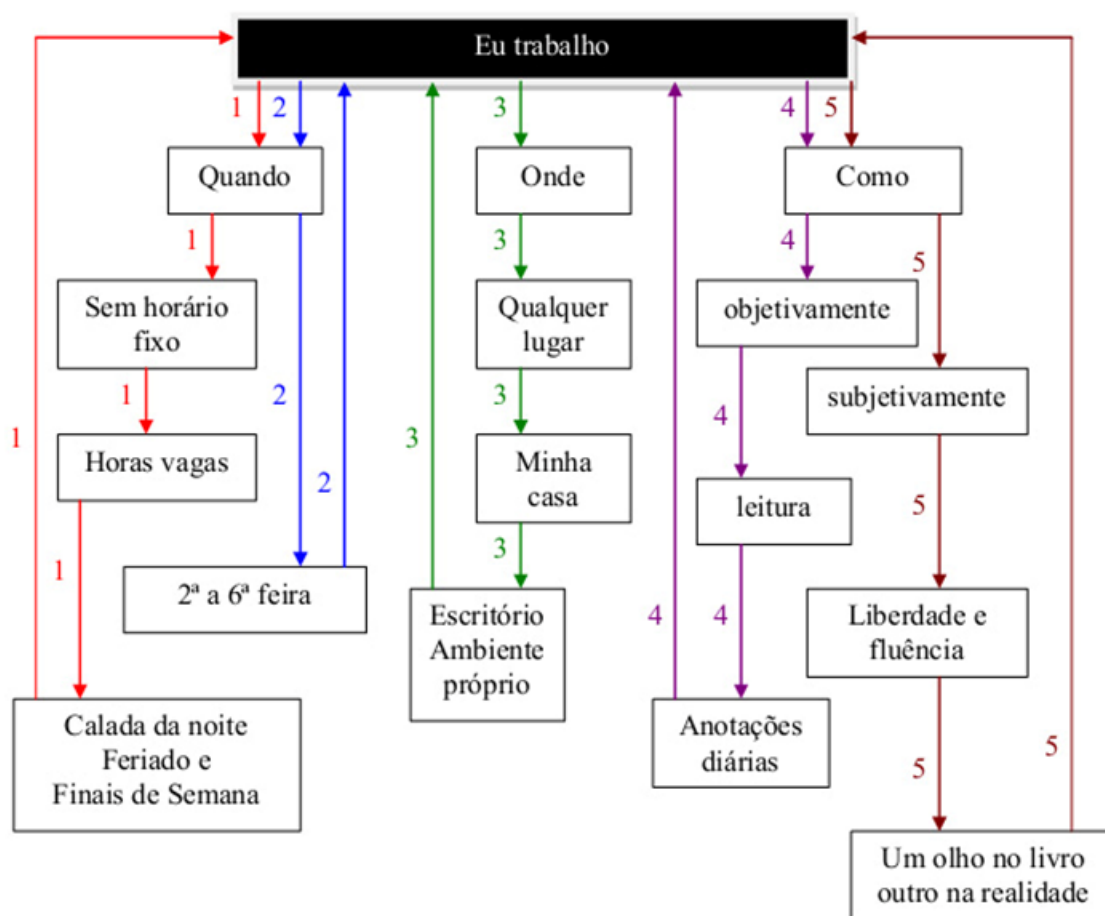 Eu trabalho
1
2
3
4
5
Quando
Onde
Como
1
3
4
5
Sem horário
fixo
Qualquer
lugar
objetivamente
1
2
3
4
subjetivamente
1
3
Horas vagas
Minha
casa
leitura
2
3
5
1
2ª a 6ª feira
Escritório
Ambiente
próprio
4
4
Liberdade e
fluência
Calada da noite
Feriado e
Finais de Semana
Anotações
diárias
5
5
Um olho no livro
outro na realidade